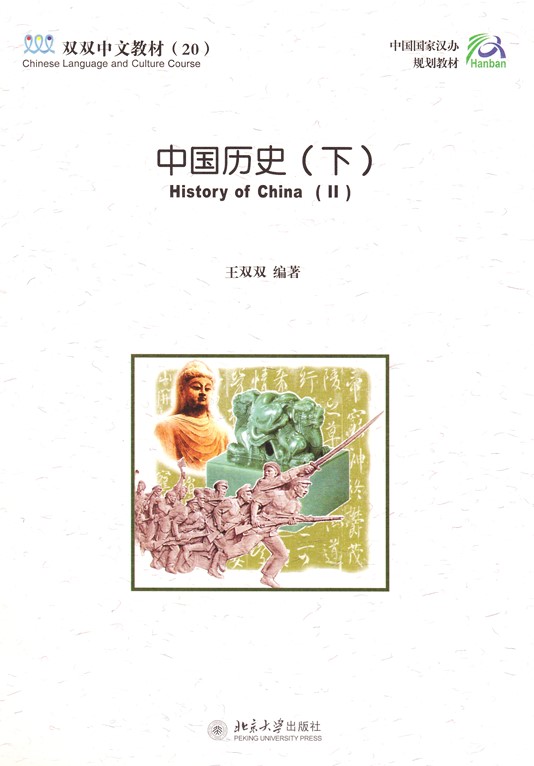 双双中文教材（20）
Chinese Language and Culture Course
中国国家汉办
规划教材
Hanban
中国历史（下）
History of China (II)
王双双 编著
北京大学出版社
PEKING UNIVERSITY PRESS